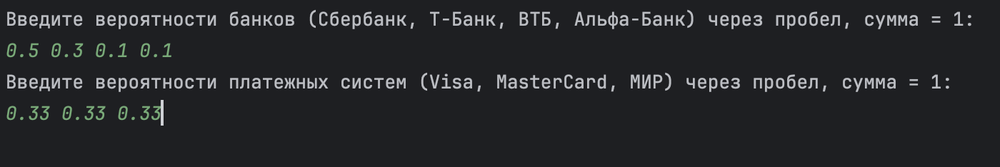 Введите вероятности банков (Сбербанк, Т-Банк, ВТБ, Альфа-Банк) через пробел, сумма = 1:
0.5 0.3 0.1 0.1
Введите вероятности платежных систем (Visa, MasterCard, МИР) через пробел, сумма = 1:
0.33 0.33 0.33